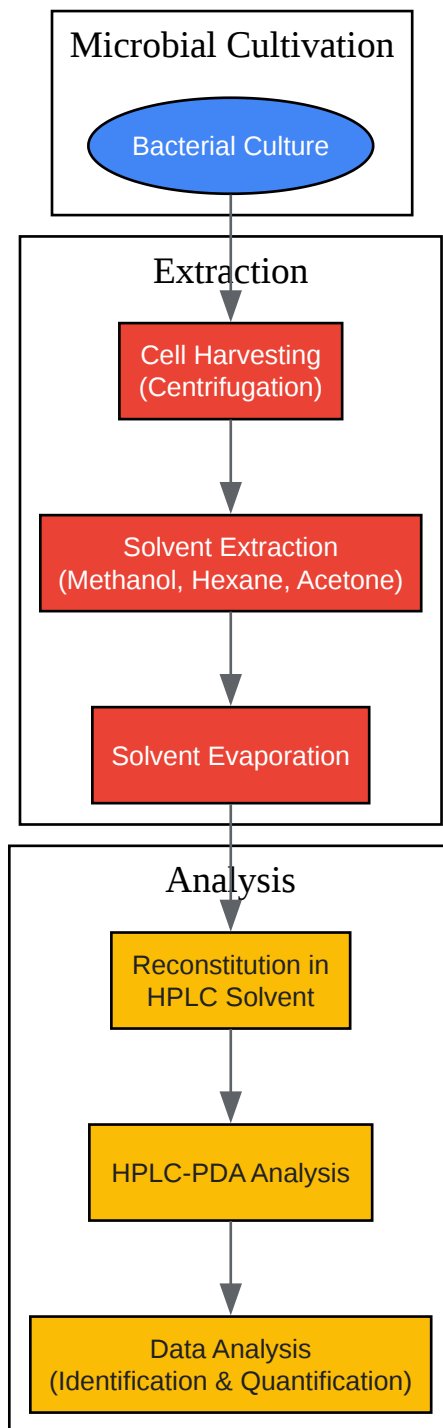 Microbial Cultivation
Bacterial Culture
Extraction
Cell Harvesting
(Centrifugation)
Solvent Extraction
(Methanol, Hexane, Acetone)
Solvent Evaporation
Analysis
Reconstitution in
HPLC Solvent
HPLC-PDA Analysis
Data Analysis
(Identification & Quantification)